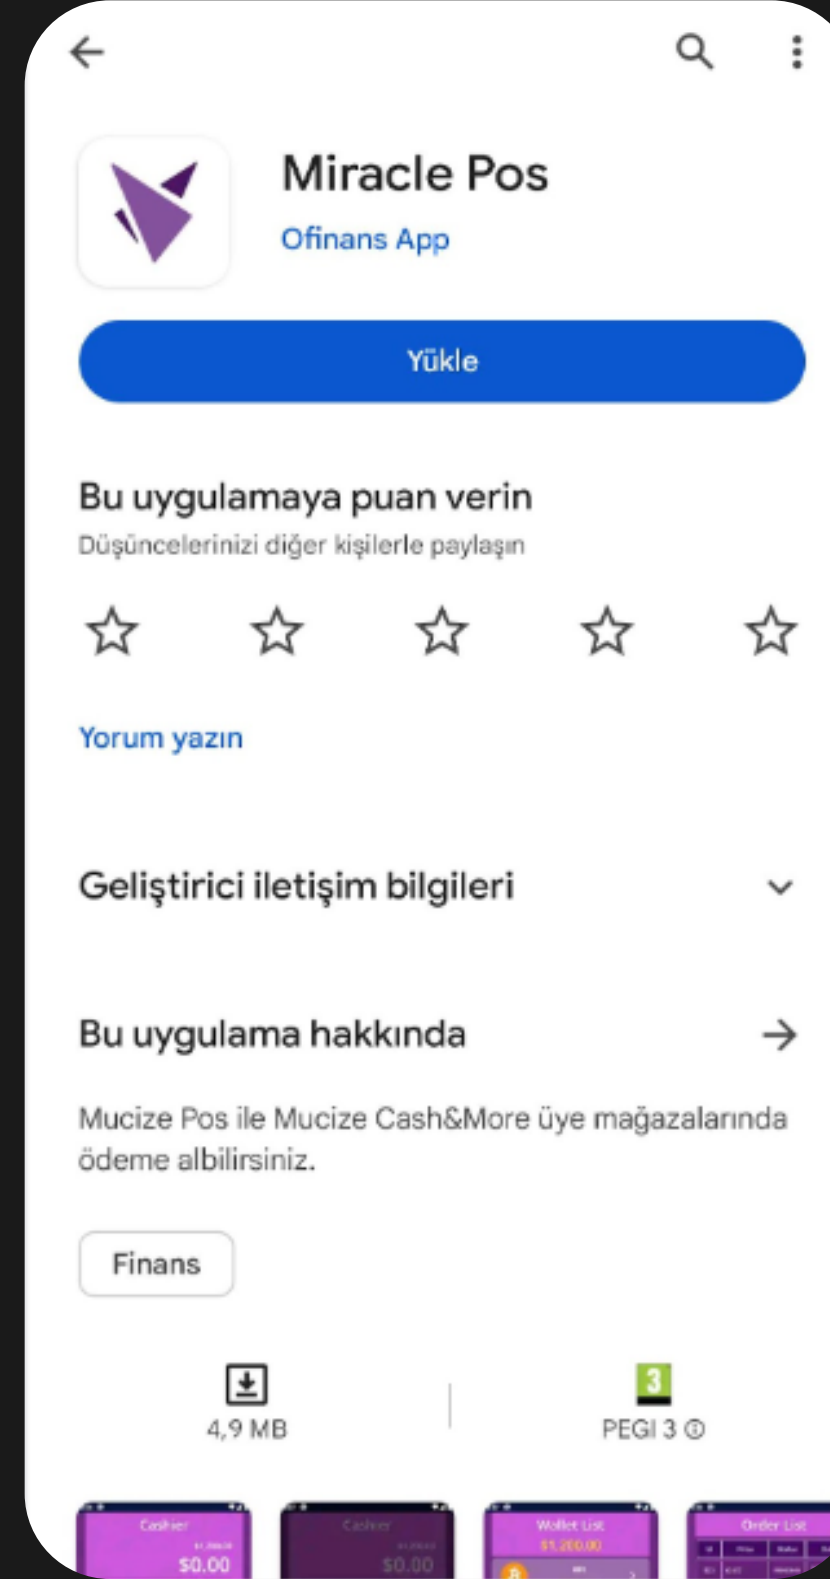 Miracle Pos
Ofinans App
Yükle
Bu uygulamaya puan verin
Düşüncelerinizi diğer kişilerle paylaşın
Yorum yazın
Geliştirici iletişim bilgileri
Bu uygulama hakkında
Mucize Pos ile Mucize Cash&More üye mağazalarında
ödeme albilirsiniz.
Finans
3
4,9 MB
PEGI 3
Cashier
Cashier
Wallet List
Order List
$1,200.00
$0.00
$0.00